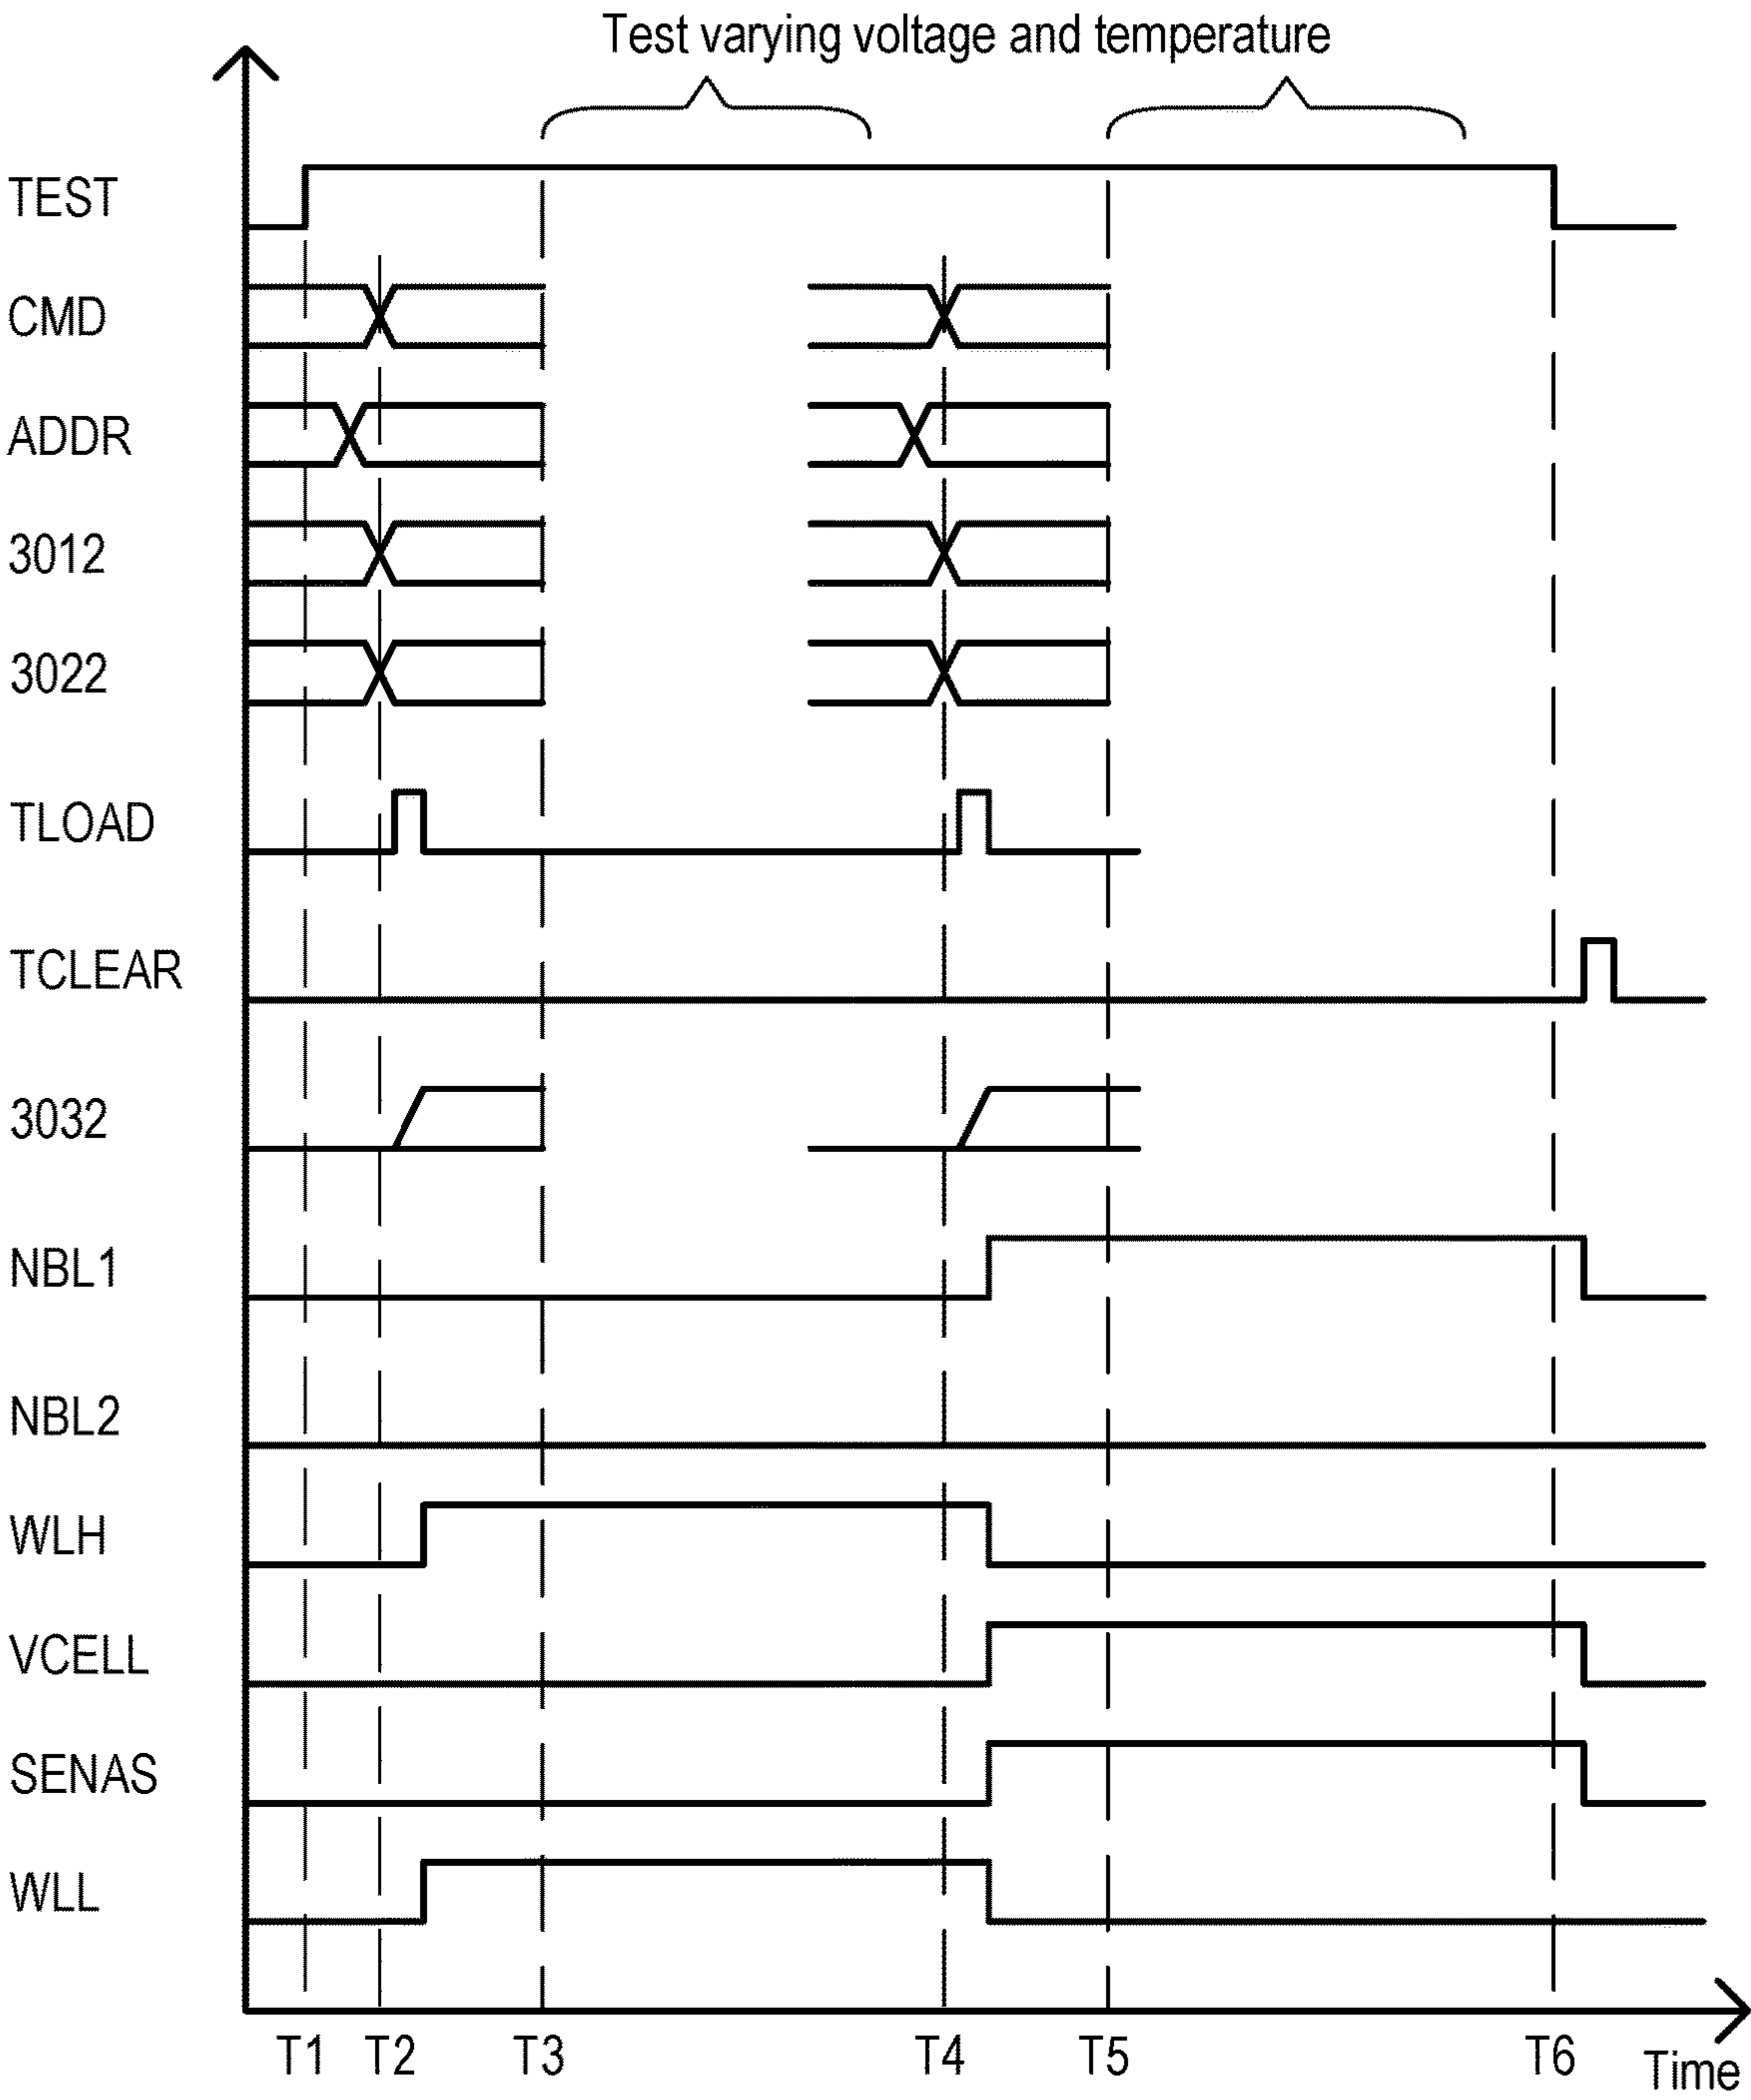 Test varying voltage and temperature
TEST
CMD
ADDR
3012
3022
TLOAD
TCLEAR
3032
NBL1
NBL2
WLH
VCELL
SENAS
WLL
T1 T2 T3 T4 T5 T6 Time